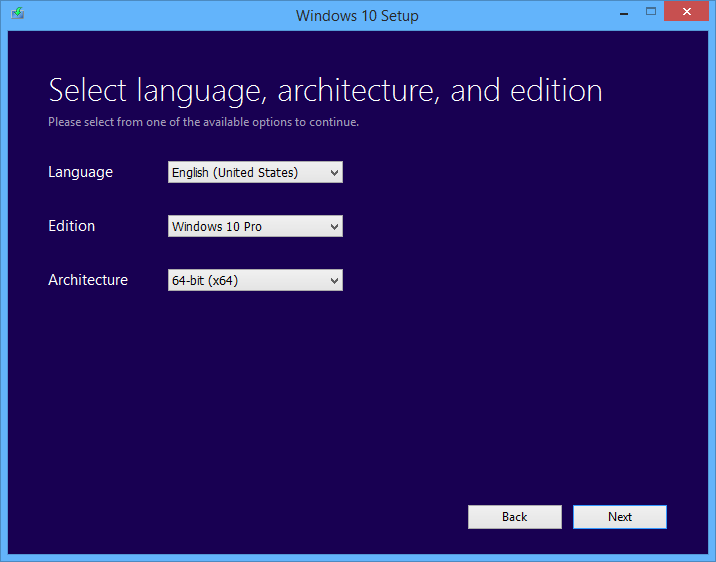 Windows 10 Setup
Select language, architecture, and edition
Please select from one of the available options to continue.
Language English (United States)
Edition Windows 10 Pro
Architecture 64-bit (x64)
Back Next